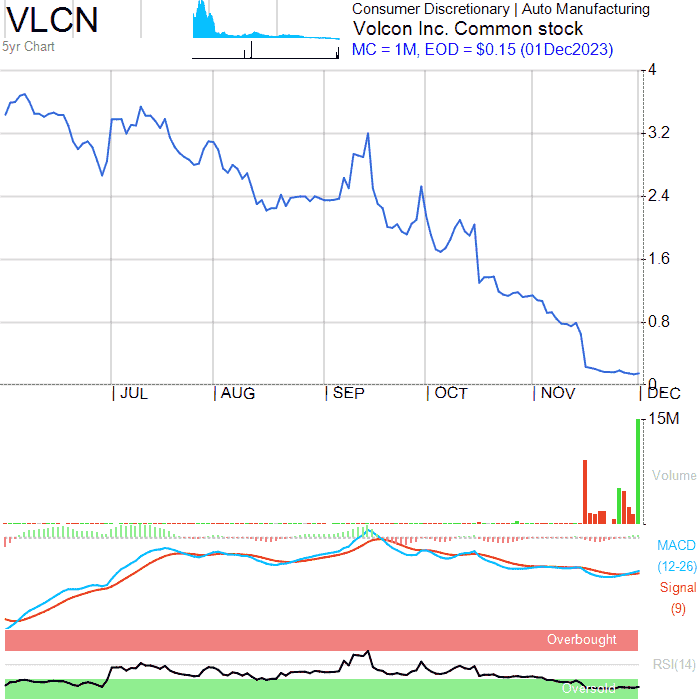 VLCN
5yr Chart
Consumer Discretionary | Auto Manufacturing
Volcon Inc. Common stock
MC = 1M, EOD = $0.15 (01Dec2023)
4
3.2
2.4
1.6
0.8
0
| JUL | AUG | SEP | OCT | NOV | DEC
15M
Volume
MACD
(12-26)
Signal
(9)
Overbought
RSI(14)
Oversold